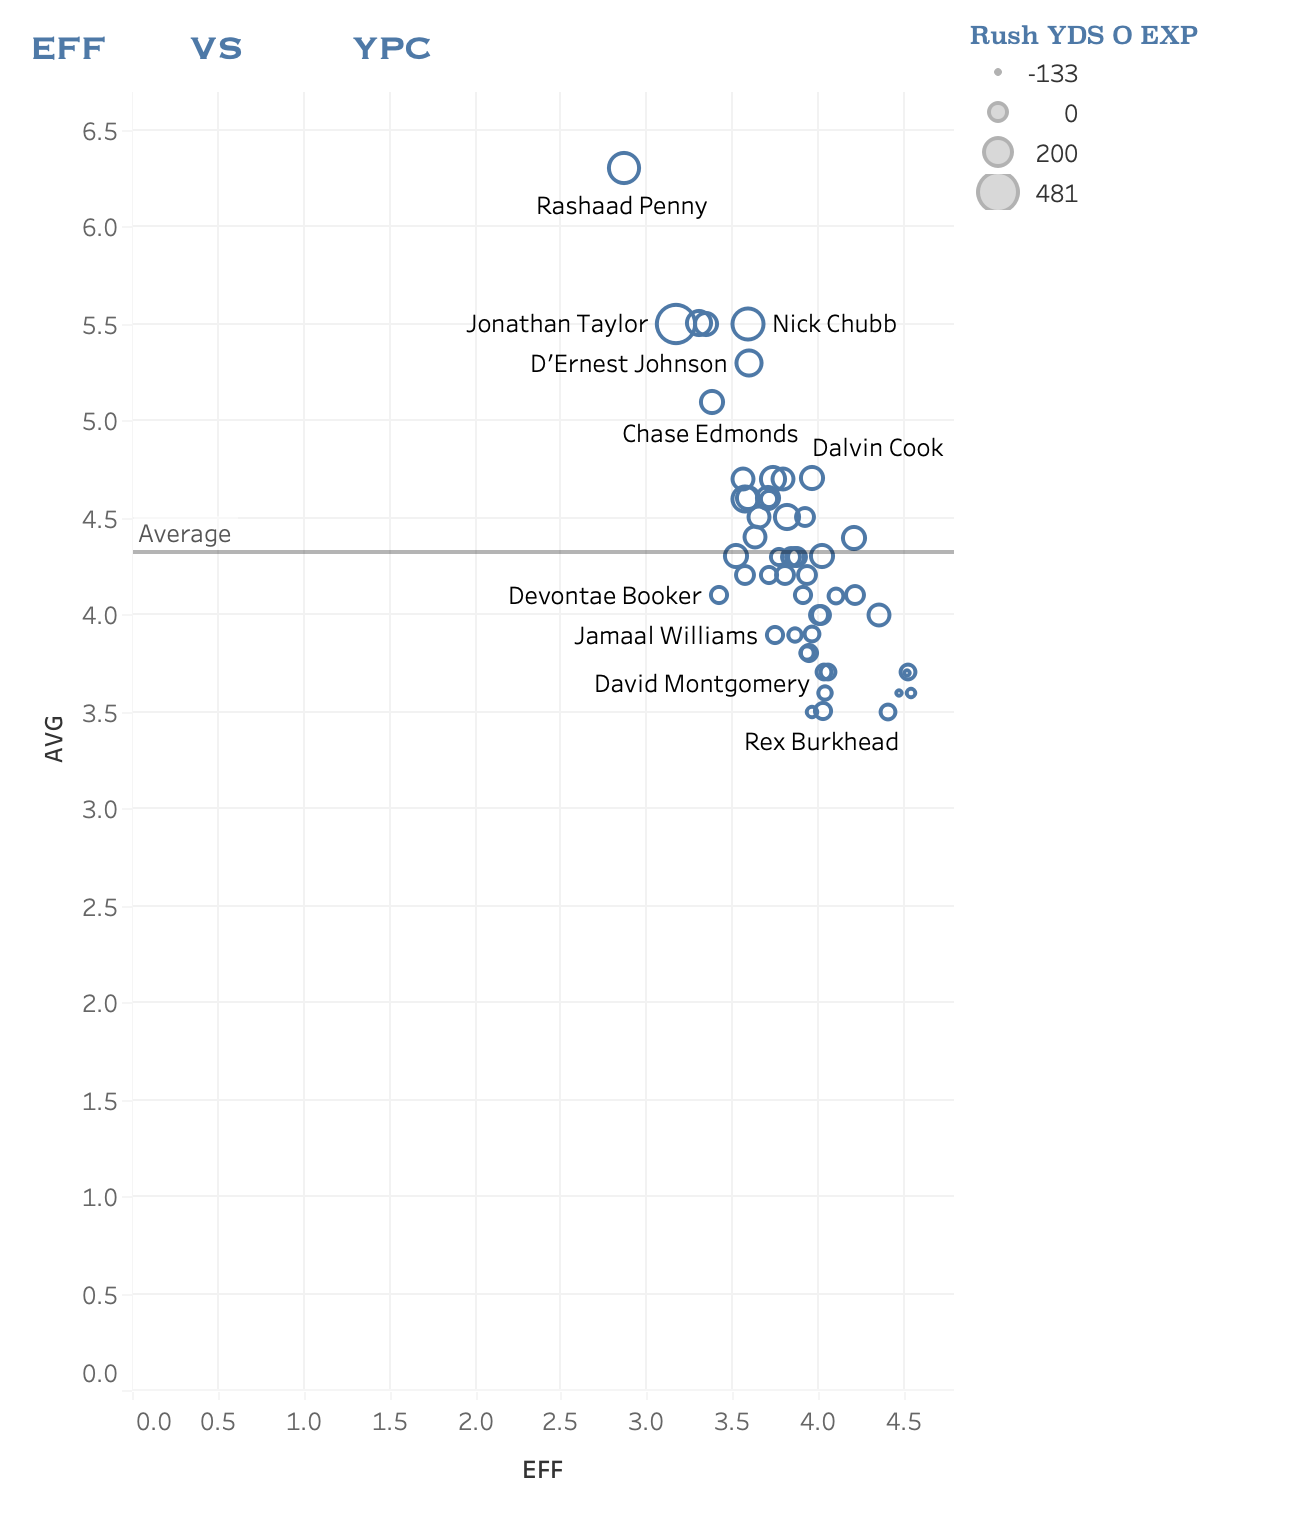 EFF VS YPC
Rush YDS O EXP
-133
0
200
481
6.5
Rashaad Penny
6.0
5.5
Jonathan Taylor
Nick Chubb
D’Ernest Johnson
5.0
Chase Edmonds
Dalvin Cook
4.5
Average
Devontae Booker
4.0
Jamaal Williams
David Montgomery
3.5
Rex Burkhead
AVG
3.0
2.5
2.0
1.5
1.0
0.5
0.0
0.0 0.5 1.0 1.5 2.0 2.5 3.0 3.5 4.0 4.5
EFF